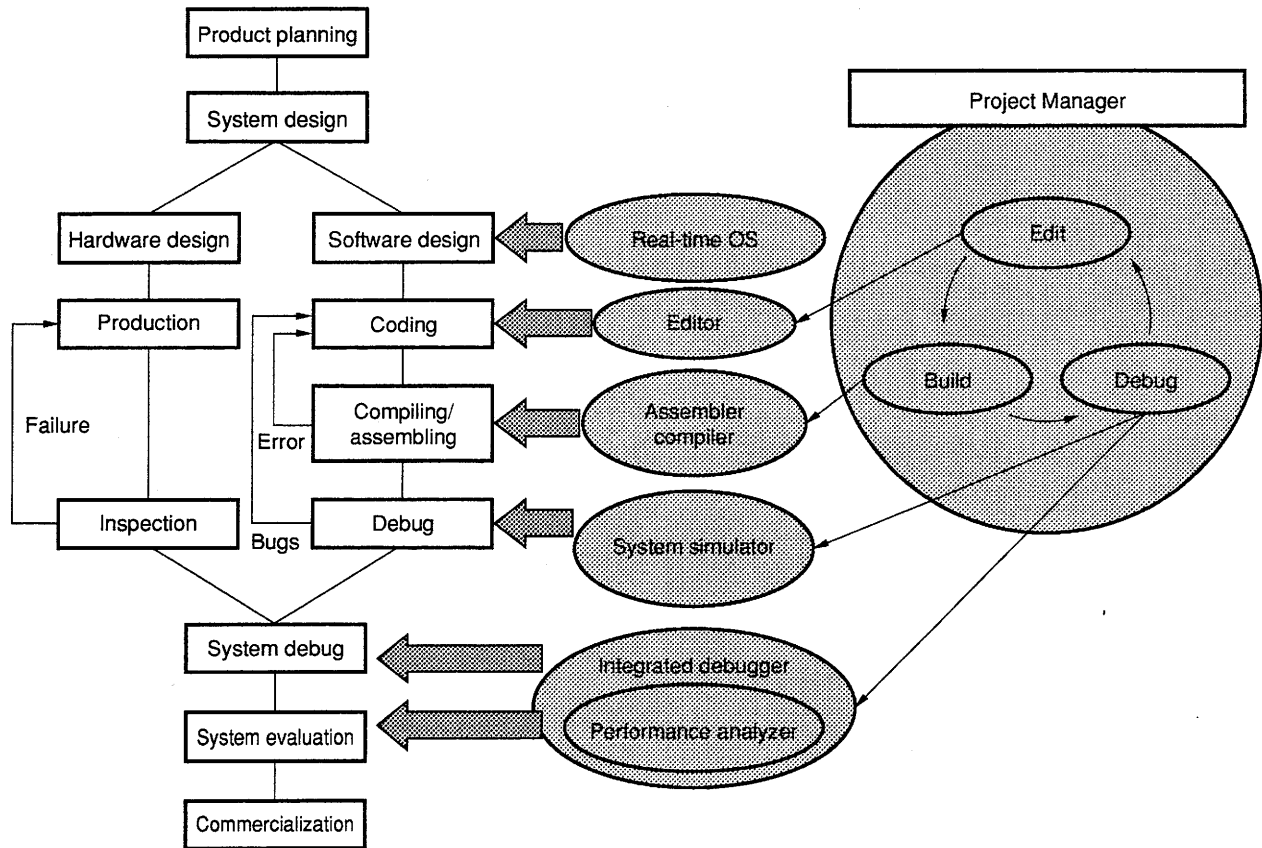 Product planning
System design
Project Manager
Hardware design
Software design
Real-time OS
Edit
Production
Coding
Editor
Build
Debug
Failure
Error
Compiling/
assembling
Assembler
compiler
Inspection
Bugs
Debug
System simulator
System debug
Integrated debugger
System evaluation
Performance analyzer
Commercialization